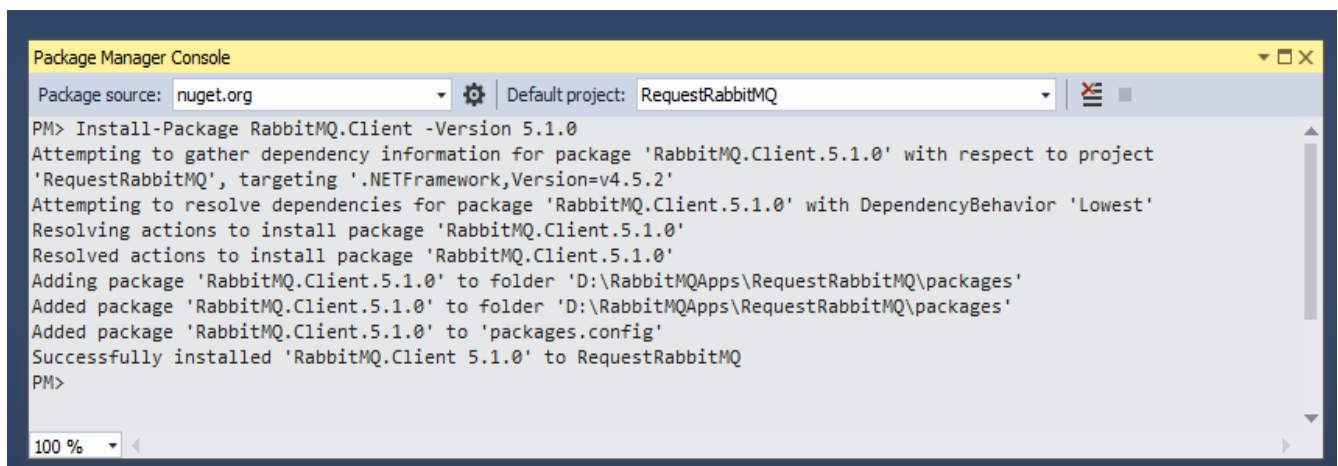 Package Manager Console
Package source: nuget.org Default project: RequestRabbitMQ
PM> Install-Package RabbitMQ.Client -Version 5.1.0
Attempting to gather dependency information for package 'RabbitMQ.Client.5.1.0' with respect to project
'RequestRabbitMQ', targeting '.NETFramework,Version=v4.5.2'
Attempting to resolve dependencies for package 'RabbitMQ.Client.5.1.0' with DependencyBehavior 'Lowest'
Resolving actions to install package 'RabbitMQ.Client.5.1.0'
Resolved actions to install package 'RabbitMQ.Client.5.1.0'
Adding package 'RabbitMQ.Client.5.1.0' to folder 'D:\RabbitMQApps\RequestRabbitMQ\packages'
Added package 'RabbitMQ.Client.5.1.0' to folder 'D:\RabbitMQApps\RequestRabbitMQ\packages'
Added package 'RabbitMQ.Client.5.1.0' to 'packages.config'
Successfully installed 'RabbitMQ.Client 5.1.0' to RequestRabbitMQ
PM>
100 %